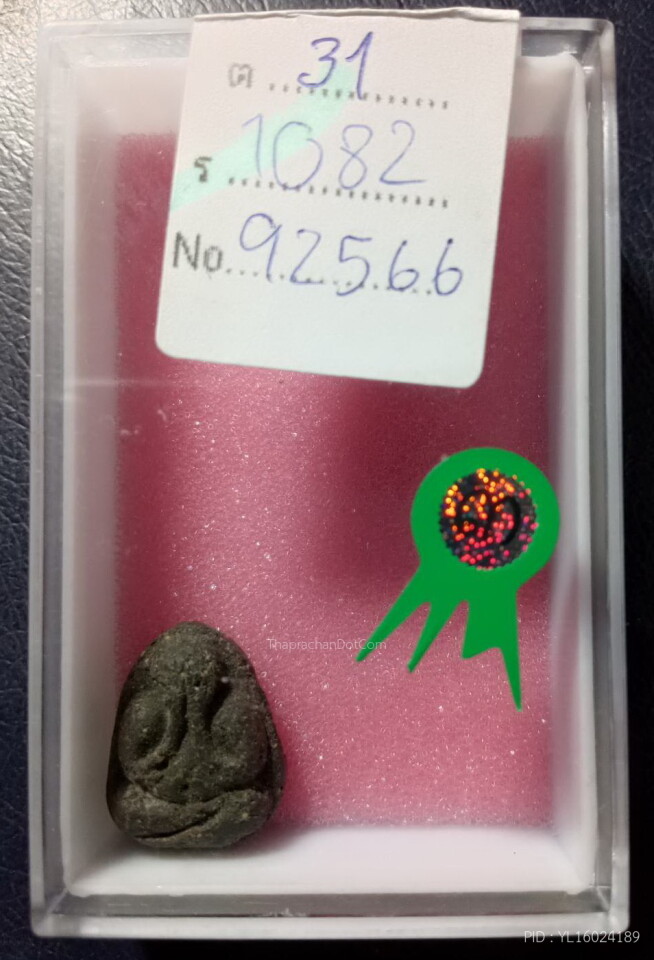 ต 31
ร 1082
No. 92566
ThaprachanDotCom
PID : YL16024189